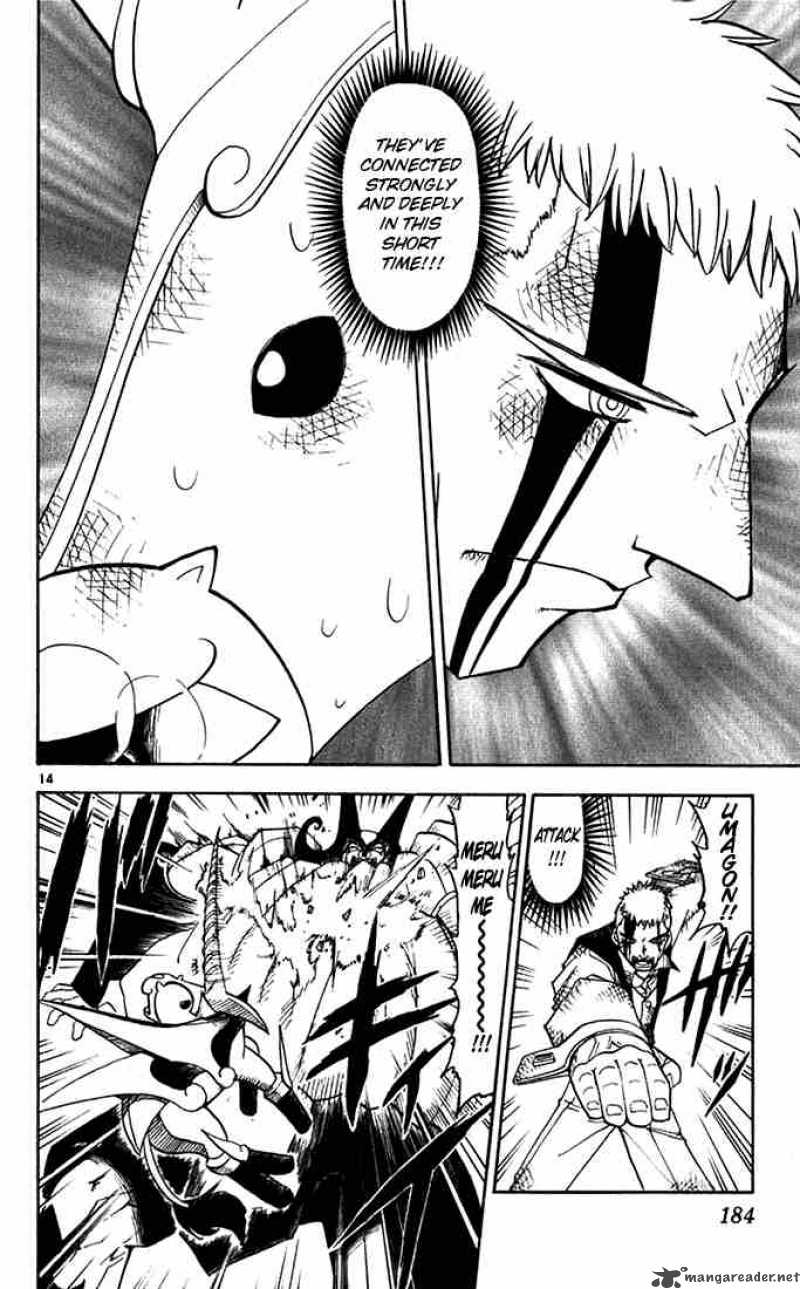 THEY'VE
CONNECTED
STRONGLY
AND DEEPLY
IN THIS
SHORT
TIME!!!
14
UMAGON!!
ATTACK
!!!
MERU
MERU
ME
!!!
184
mangareader.net